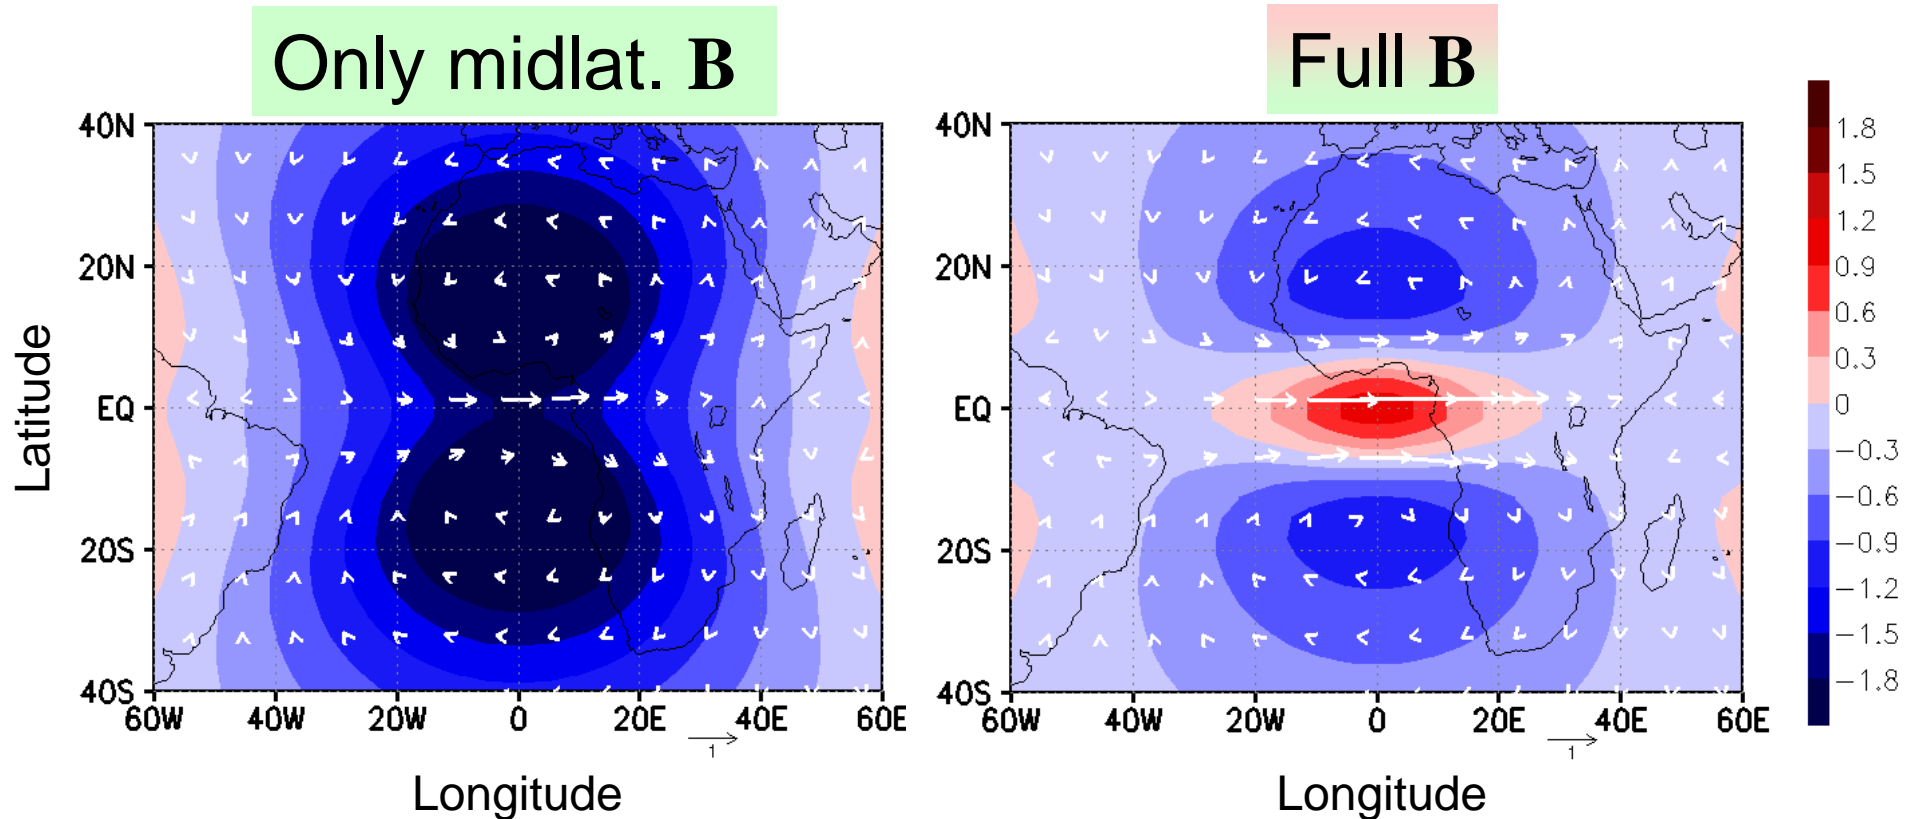 Only midlat. B
Full B
40N
20N
EQ
20S
40S
60W 40W 20W 0 20E 40E 60E
1
Latitude
Longitude
40N
20N
EQ
20S
40S
60W 40W 20W 0 20E 40E 60E
1
Longitude
1.8
1.5
1.2
0.9
0.6
0.3
0
−0.3
−0.6
−0.9
−1.2
−1.5
−1.8